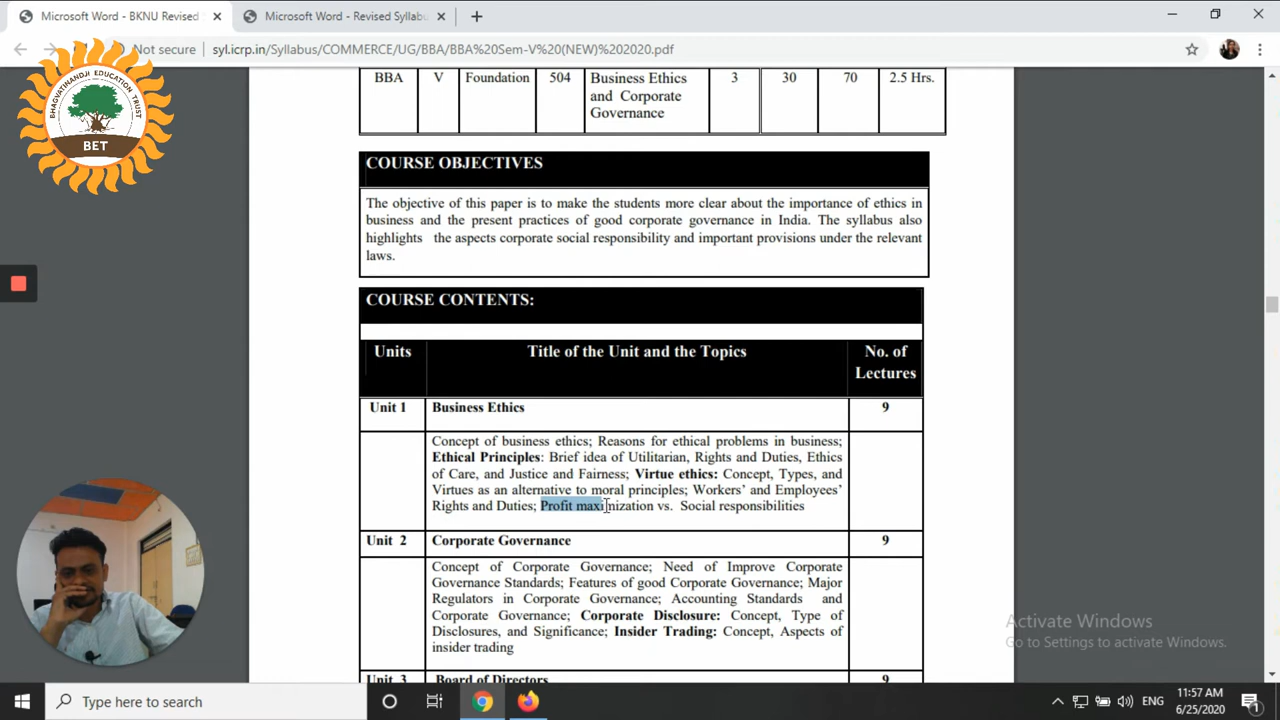 Microsoft Word - BKNU Revised S
Microsoft Word - Revised Syllabu
Not secure
syl.icrp.in/Syllabus/COMMERCE/UG/BBA/BBA%20Sem-V%20(NEW)%202020.pdf
BHAGVATINANDJI EDUCATION TRUST
BET
BBA V Foundation 504 Business Ethics 3 30 70 2.5 Hrs.
and Corporate
Governance
COURSE OBJECTIVES
The objective of this paper is to make the students more clear about the importance of ethics in
business and the present practices of good corporate governance in India. The syllabus also
highlights the aspects corporate social responsibility and important provisions under the relevant
laws.
COURSE CONTENTS:
Units Title of the Unit and the Topics No. of
Lectures
Unit 1 Business Ethics 9
Concept of business ethics; Reasons for ethical problems in business;
Ethical Principles: Brief idea of Utilitarian, Rights and Duties, Ethics
of Care, and Justice and Fairness; Virtue ethics: Concept, Types, and
Virtues as an alternative to moral principles; Workers' and Employees'
Rights and Duties; Profit maxinization vs. Social responsibilities
Unit 2 Corporate Governance 9
Concept of Corporate Governance; Need of Improve Corporate
Governance Standards; Features of good Corporate Governance; Major
Regulators in Corporate Governance; Accounting Standards and
Corporate Governance; Corporate Disclosure: Concept, Type of
Disclosures, and Significance; Insider Trading: Concept, Aspects of
insider trading
Unit 3 Board of Directors 9
Activate Windows
Go to Settings to activate Windows.
Type here to search
ENG
11:57 AM
6/25/2020
1